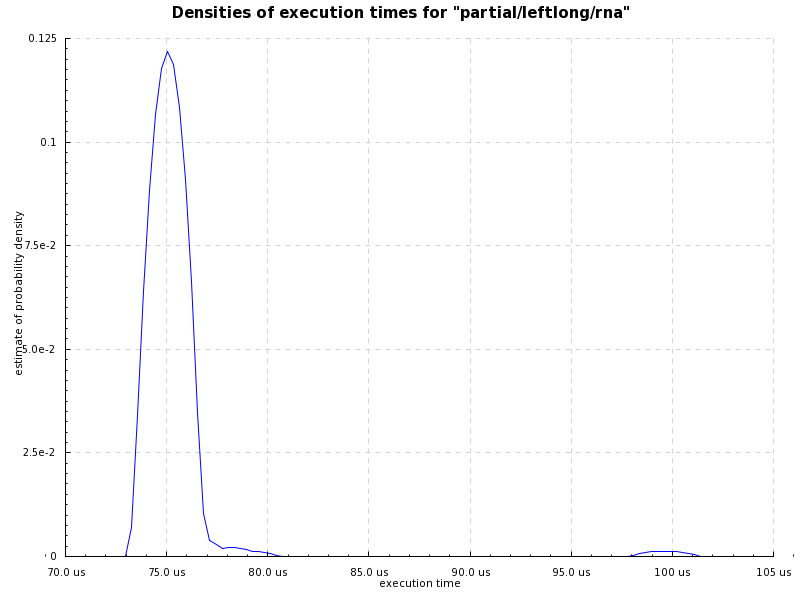 Densities of execution times for "partial/leftlong/rna"
0.125
0.1
7.5e-2
5.0e-2
2.5e-2
0
estimate of probability density
70.0 us 75.0 us 80.0 us 85.0 us 90.0 us 95.0 us 100 us 105 us
execution time